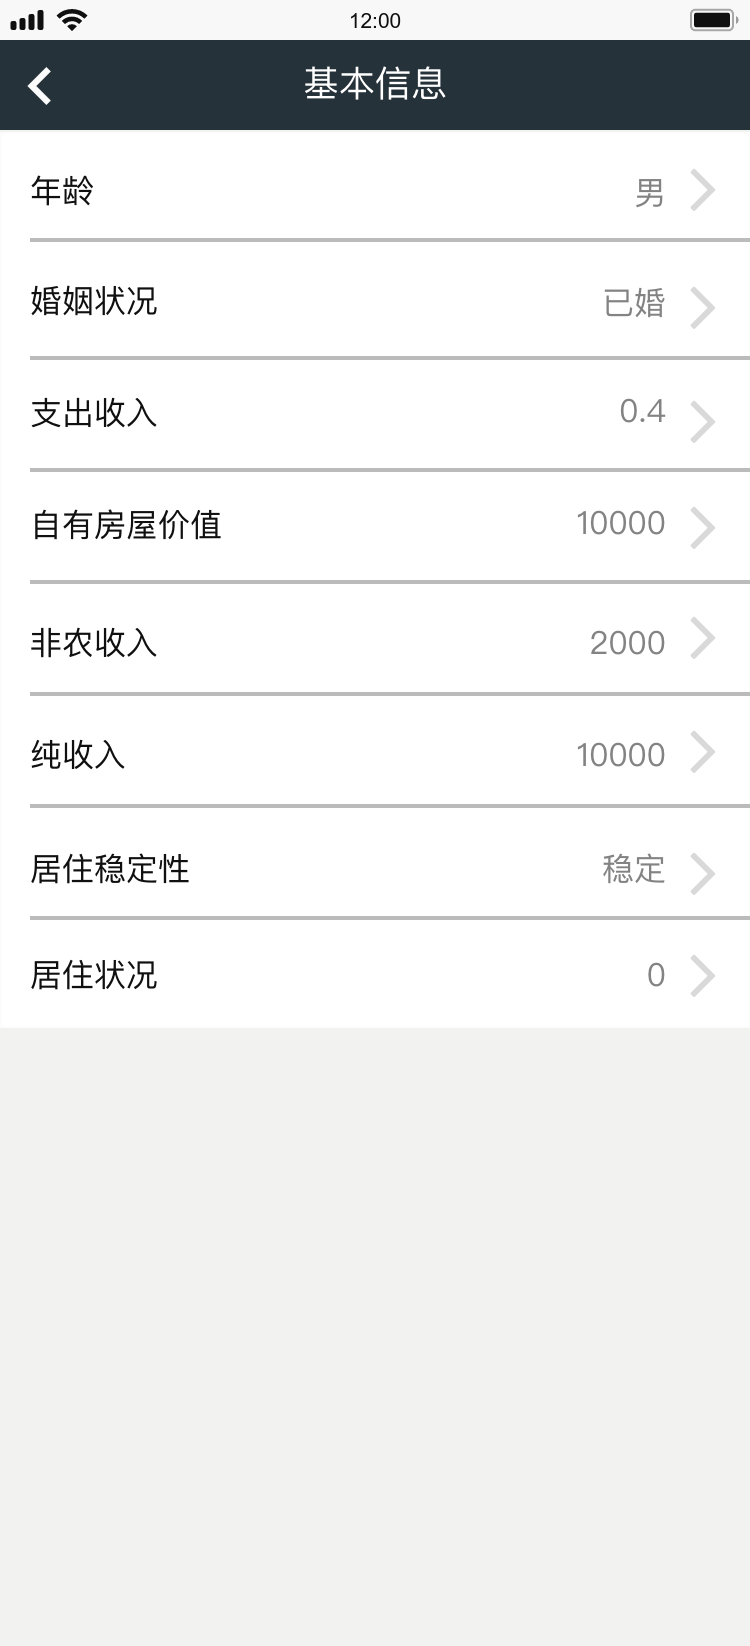 12:00
基本信息
年龄 男
婚姻状况 已婚
支出收入 0.4
自有房屋价值 10000
非农收入 2000
纯收入 10000
居住稳定性 稳定
居住状况 0